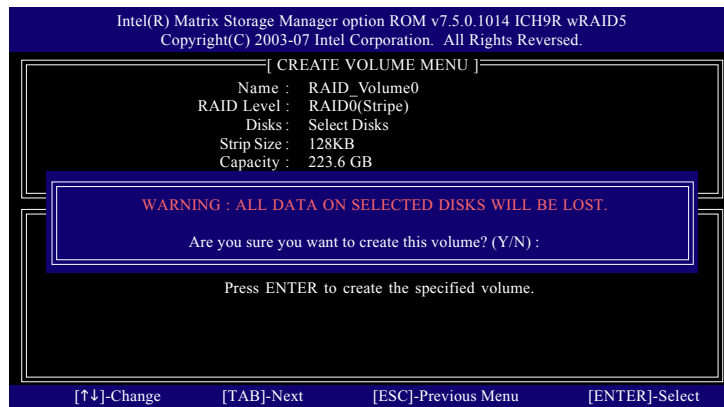 Intel(R) Matrix Storage Manager option ROM v7.5.0.1014 ICH9R wRAID5
Copyright(C) 2003-07 Intel Corporation. All Rights Reversed.
[ CREATE VOLUME MENU ]
Name : RAID_Volume0
RAID Level : RAID0(Stripe)
Disks : Select Disks
Strip Size : 128KB
Capacity : 223.6 GB
WARNING : ALL DATA ON SELECTED DISKS WILL BE LOST.
Are you sure you want to create this volume? (Y/N) :
Press ENTER to create the specified volume.
[↑↓]-Change [TAB]-Next [ESC]-Previous Menu [ENTER]-Select